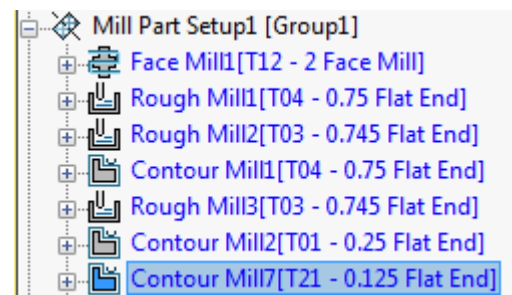 Mill Part Setup1 [Group1]
Face Mill1[T12 - 2 Face Mill]
Rough Mill1[T04 - 0.75 Flat End]
Rough Mill2[T03 - 0.745 Flat End]
Contour Mill1[T04 - 0.75 Flat End]
Rough Mill3[T03 - 0.745 Flat End]
Contour Mill2[T01 - 0.25 Flat End]
Contour Mill7[T21 - 0.125 Flat End]